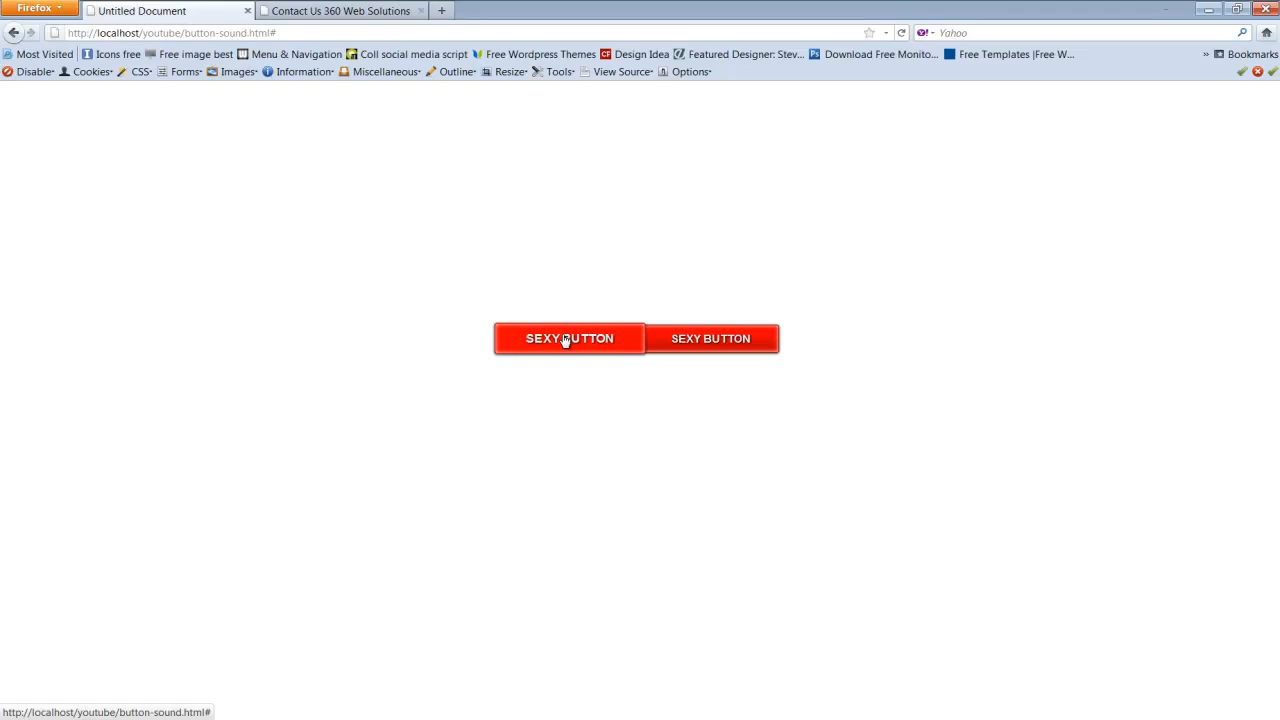 Firefox
Untitled Document
Contact Us 360 Web Solutions
http://localhost/youtube/button-sound.html#
Yahoo
Most Visited Icons free Free image best Menu & Navigation Coll social media script Free Wordpress Themes Design Idea Featured Designer: Stev... Download Free Monito... Free Templates |Free W... » Bookmarks
Disable Cookies CSS Forms Images Information Miscellaneous Outline Resize Tools View Source Options
SEXY BUTTON SEXY BUTTON
http://localhost/youtube/button-sound.html#